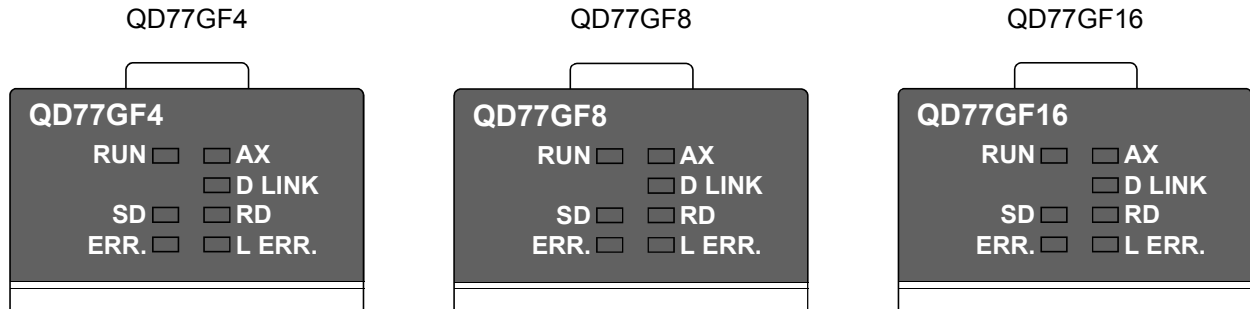 QD77GF4
QD77GF8
QD77GF16
QD77GF4
RUN AX
D LINK
SD RD
ERR. L ERR.
QD77GF8
RUN AX
D LINK
SD RD
ERR. L ERR.
QD77GF16
RUN AX
D LINK
SD RD
ERR. L ERR.